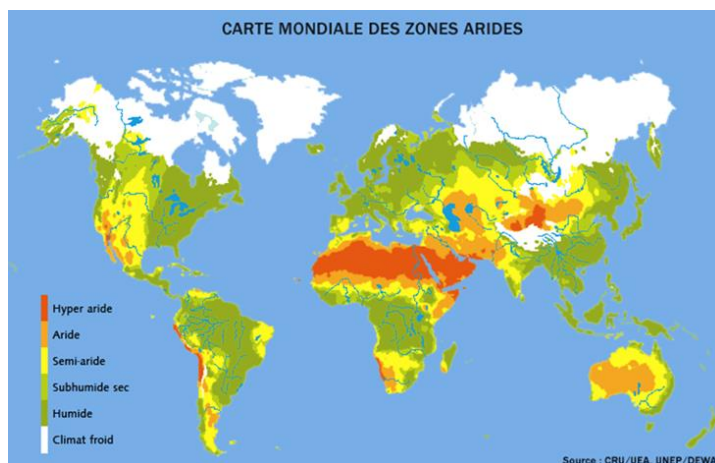 CARTE MONDIALE DES ZONES ARIDES
Hyper aride
Aride
Semi-aride
Subhumide sec
Humide
Climat froid
Source : CRU/UEA, UNEP/DEWA